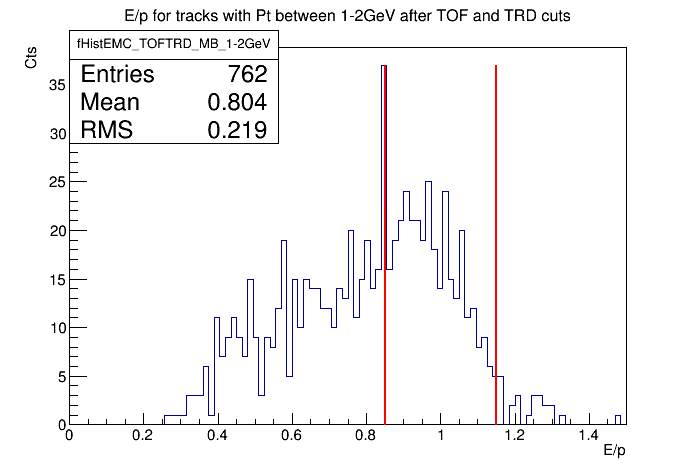 E/p for tracks with Pt between 1-2GeV after TOF and TRD cuts
fHistEMC_TOFTRD_MB_1-2GeV
Entries 762
Mean 0.804
RMS 0.219
Cts
35
30
25
20
15
10
5
0
0 0.2 0.4 0.6 0.8 1 1.2 1.4
E/p